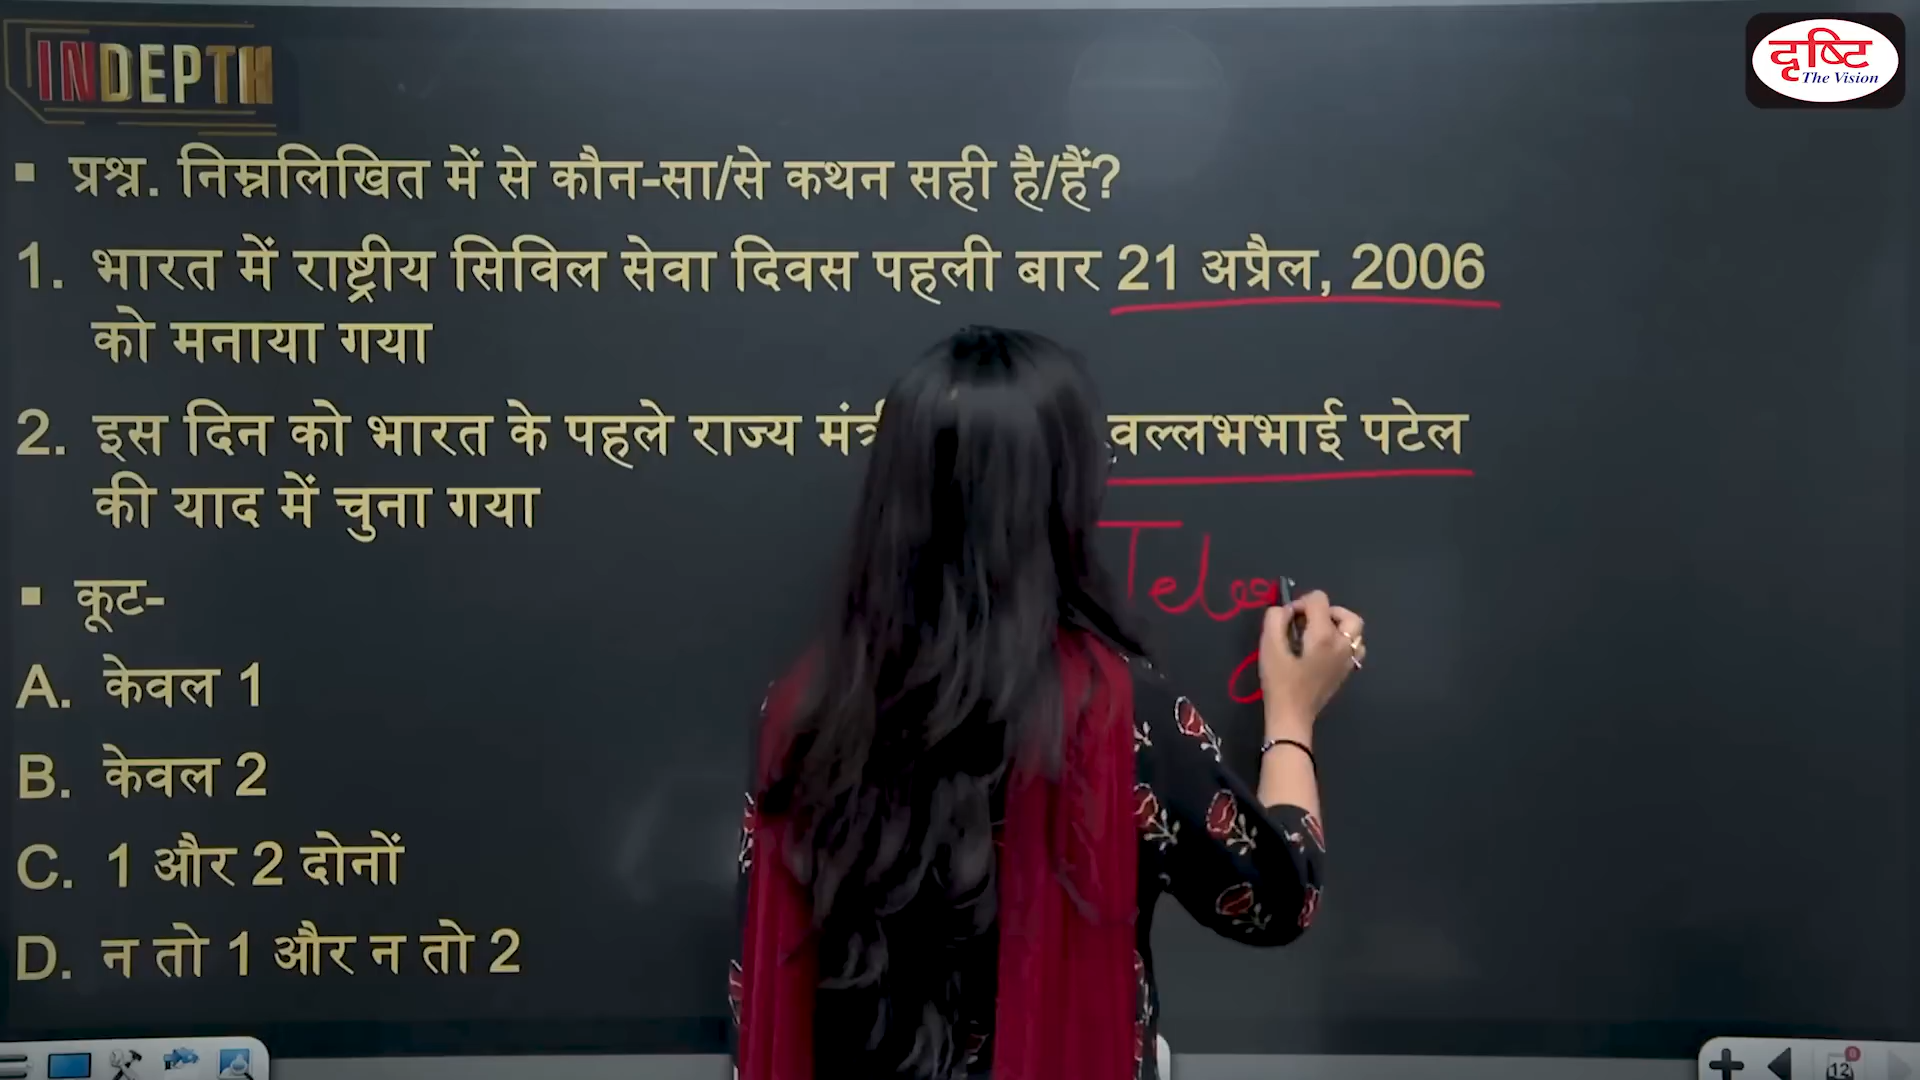 INDEPTH
दृष्टि
The Vision
▪ प्रश्न. निम्नलिखित में से कौन-सा/से कथन सही है/हैं?
1. भारत में राष्ट्रीय सिविल सेवा दिवस पहली बार 21 अप्रैल, 2006
को मनाया गया
2. इस दिन को भारत के पहले राज्य वल्लभभाई पटेल
की याद में चुना गया
▪ कूट-
A. केवल 1
B. केवल 2
C. 1 और 2 दोनों
D. न तो 1 और न तो 2
12